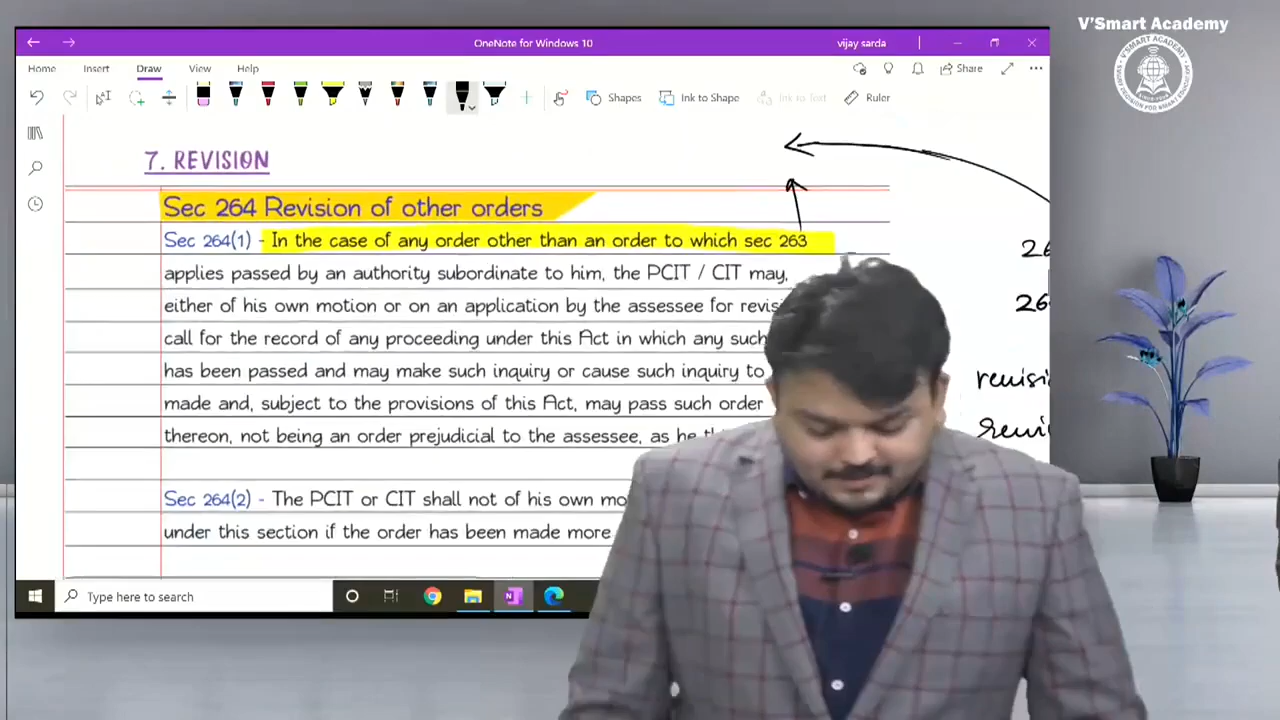 V'Smart Academy
OneNote for Windows 10
vijay sarda
Home Insert Draw View Help
Share
Shapes
Ink to Shape
Ink to Text
Ruler
7. REVISION
Sec 264 Revision of other orders
Sec 264(1) - In the case of any order other than an order to which sec 263
applies passed by an authority subordinate to him, the PCIT / CIT may,
either of his own motion or on an application by the assessee for
call for the record of any proceeding under this Act in which any such
has been passed and may make such inquiry or cause such inquiry to
made and, subject to the provisions of this Act, may pass such order
thereon, not being an order prejudicial to the assessee, as he
Sec 264(2) - The PCIT or CIT shall not of his own
under this section if the order has been made more
Type here to search